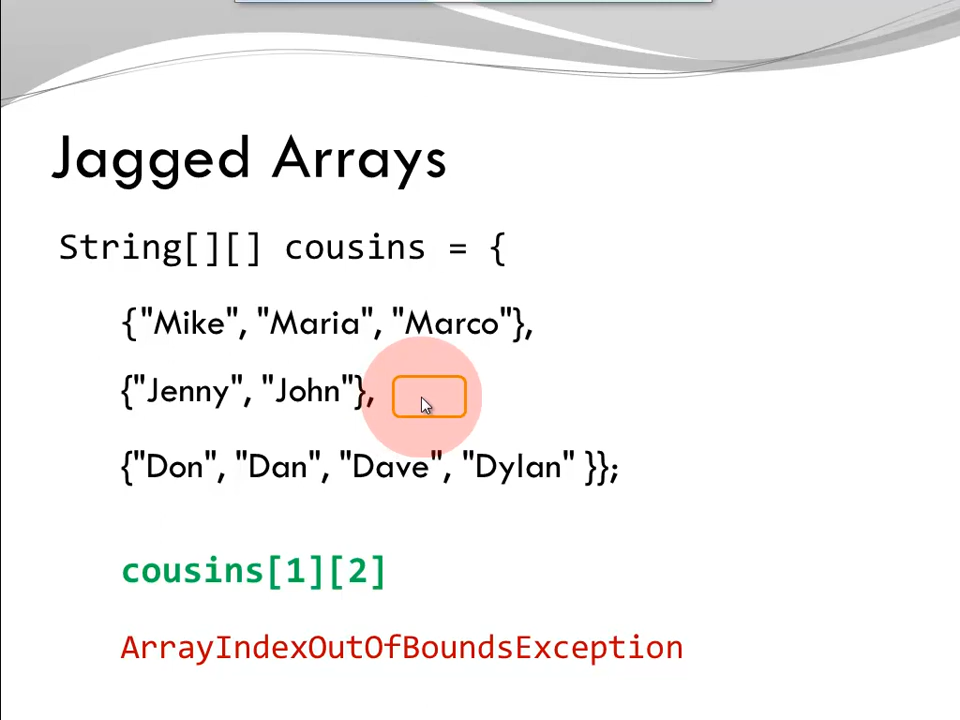 Jagged Arrays
String[][] cousins = {
{"Mike", "Maria", "Marco"},
{"Jenny", "John"},
{"Don", "Dan", "Dave", "Dylan" }};
cousins[1][2]
ArrayIndexOutOfBoundsException